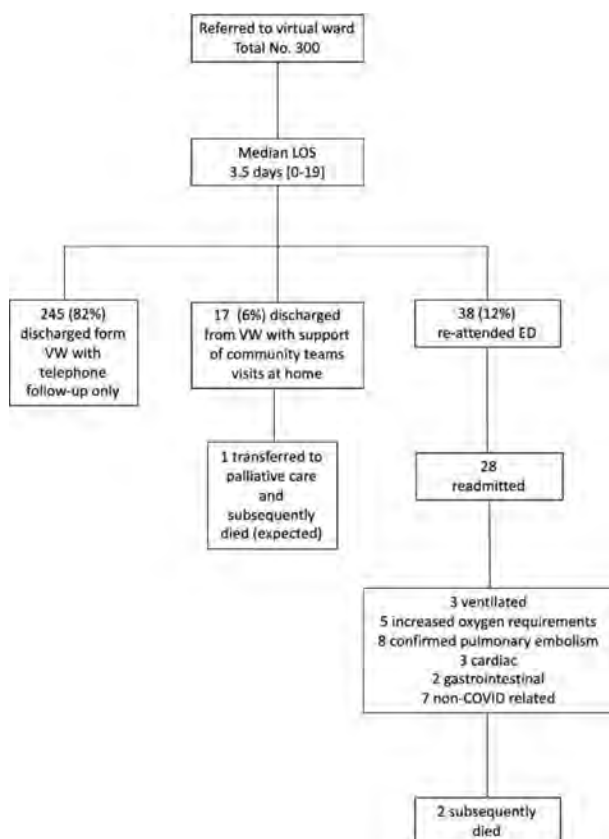 Referred to virtual ward
Total No. 300
Median LOS
3.5 days [0-19]
245 (82%)
discharged form
VW with
telephone
follow-up only
17 (6%) discharged
from VW with support
of community teams
visits at home
38 (12%)
re-attended ED
1 transferred to
palliative care
and
subsequently
died (expected)
28
readmitted
3 ventilated
5 increased oxygen requirements
8 confirmed pulmonary embolism
3 cardiac
2 gastrointestinal
7 non-COVID related
2 subsequently
died